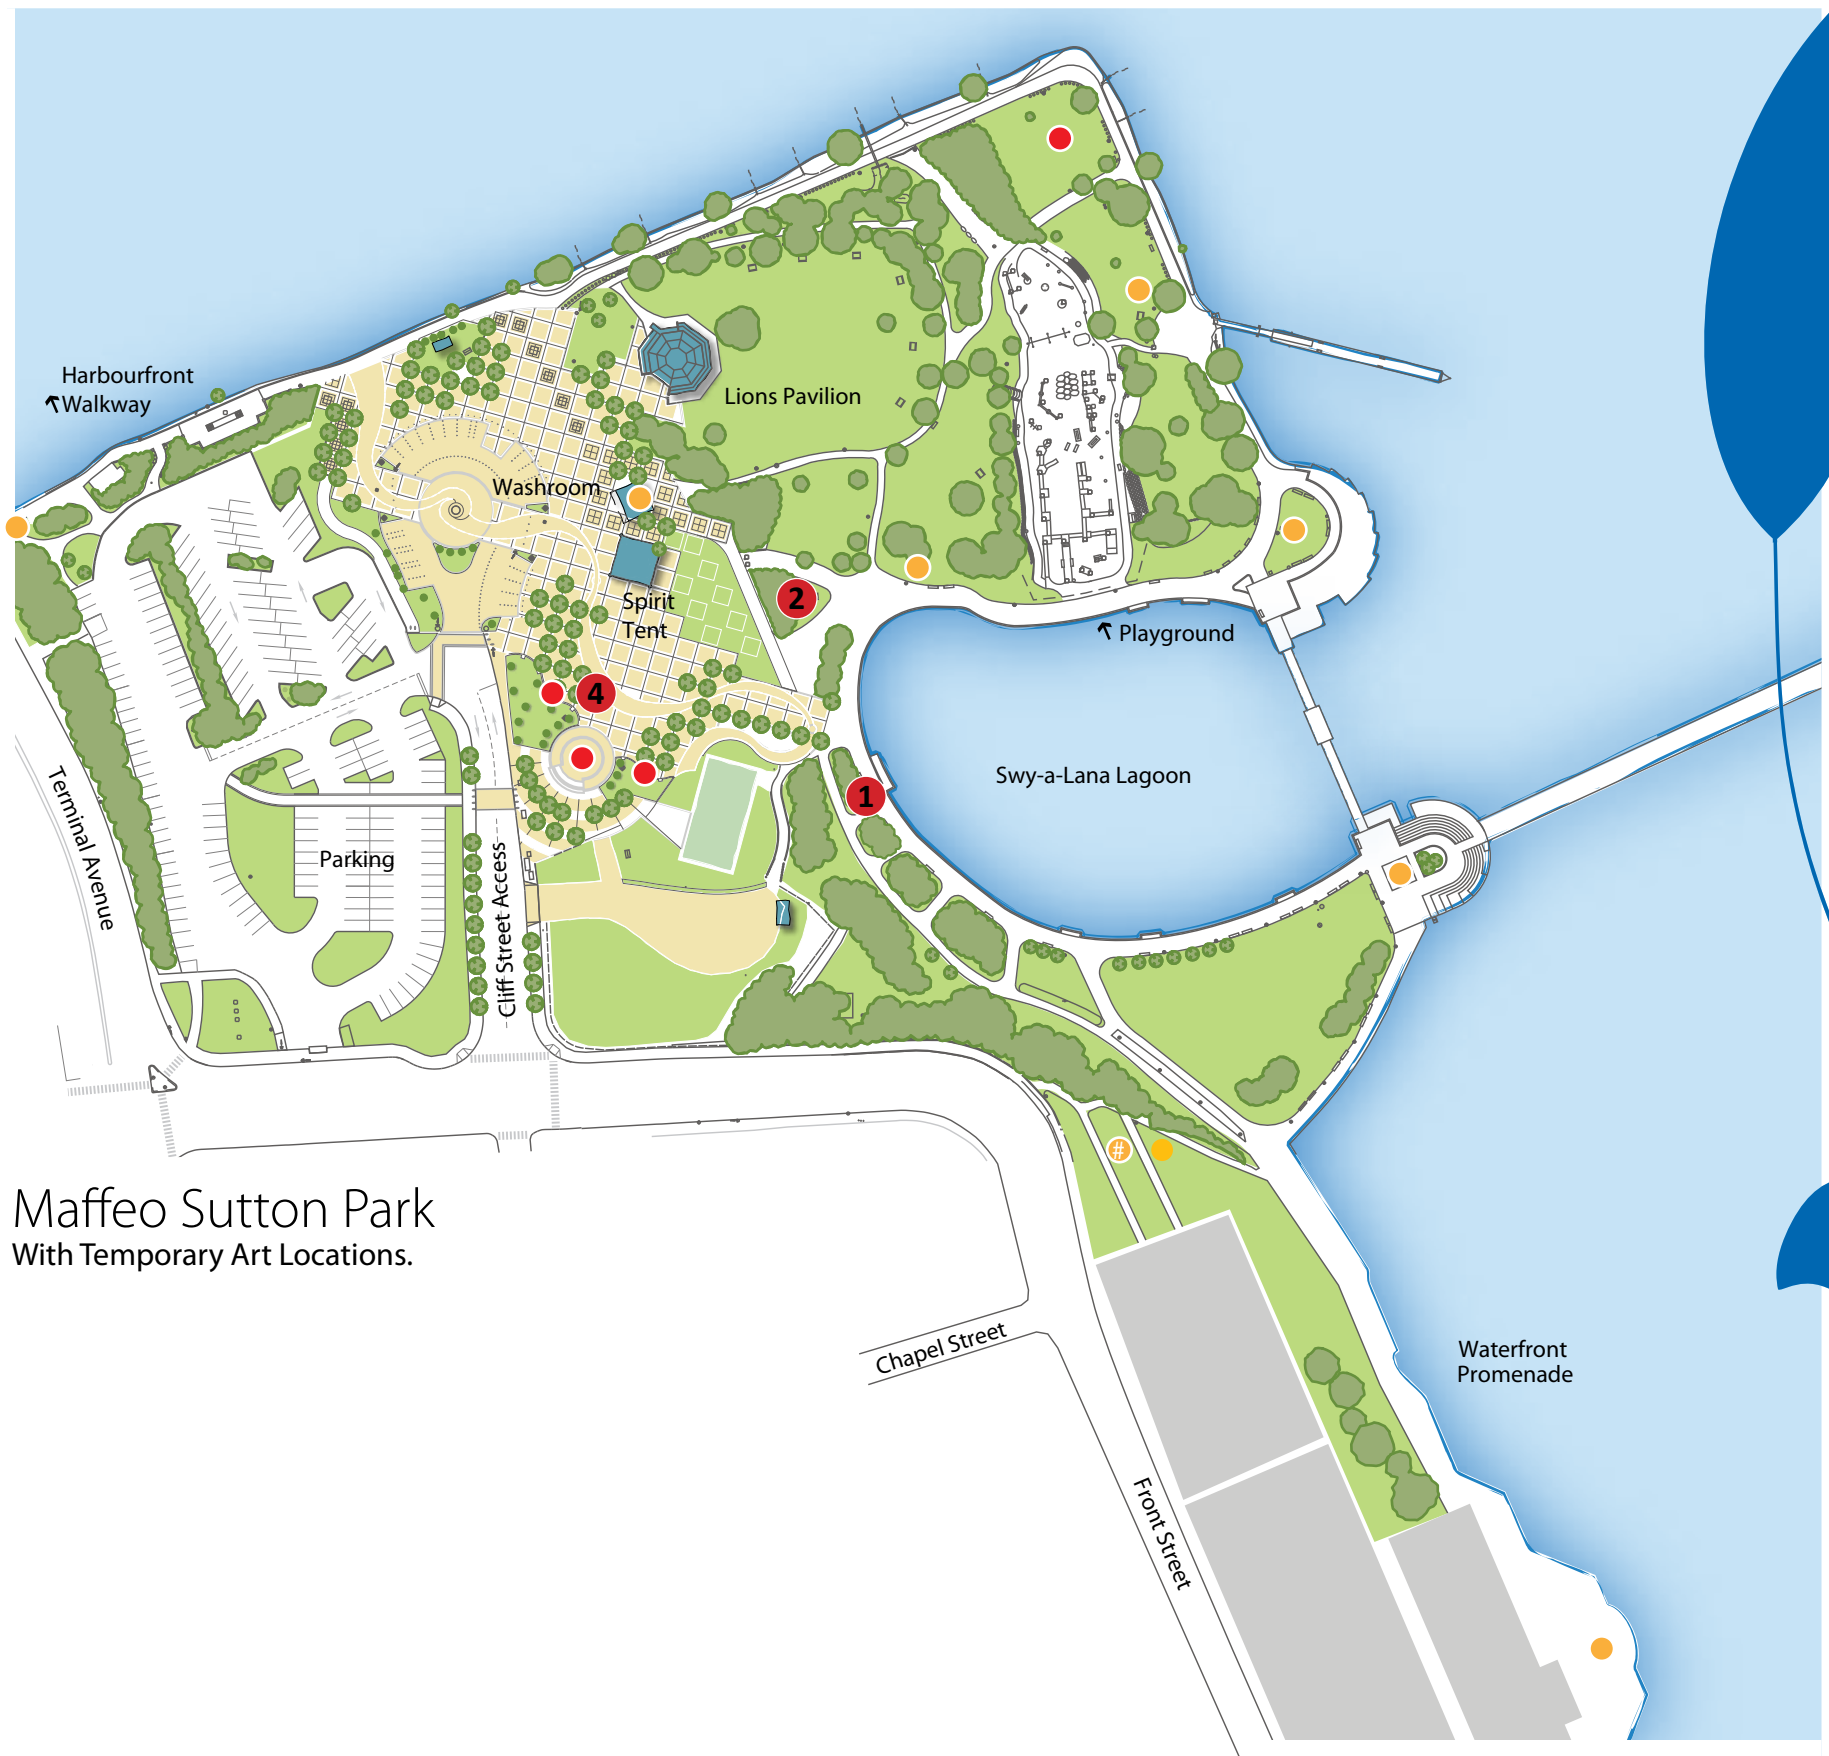 Harbourfront
Walkway
Lions Pavilion
Washroom
Spirit
Tent
2
Playground
4
1
Swy-a-Lana Lagoon
Terminal Avenue
Parking
Cliff Street Access
#
Maffeo Sutton Park
With Temporary Art Locations.
Chapel Street
Waterfront
Promenade
Front Street